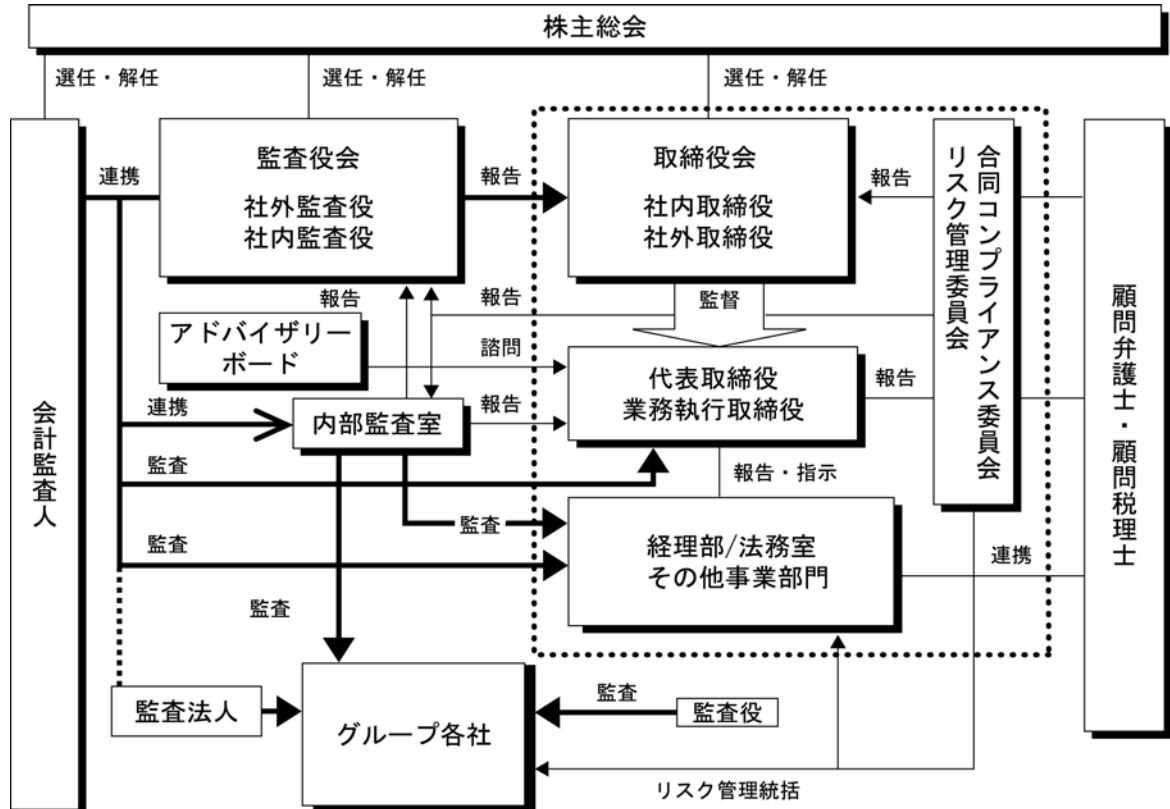 株主総会
選任・解任
選任・解任
選任・解任
会計監査人
連携
監査役会
社外監査役
社内監査役
報告
取締役会
社内取締役
社外取締役
報告
合同コンプライアンス委員会
リスク管理委員会
顧問弁護士・顧問税理士
報告
報告
監督
アドバイザリー
ボード
諮問
代表取締役
業務執行取締役
報告
連携
内部監査室
報告
監査
報告・指示
監査
監査
経理部/法務室
その他事業部門
連携
監査
監査法人
グループ各社
監査
監査役
リスク管理統括